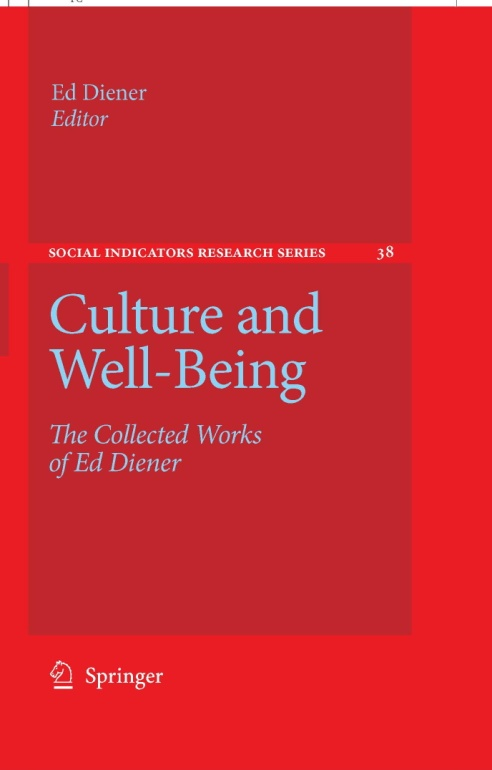 Ed Diener
Editor
SOCIAL INDICATORS RESEARCH SERIES 38
Culture and
Well-Being
The Collected Works
of Ed Diener
Springer